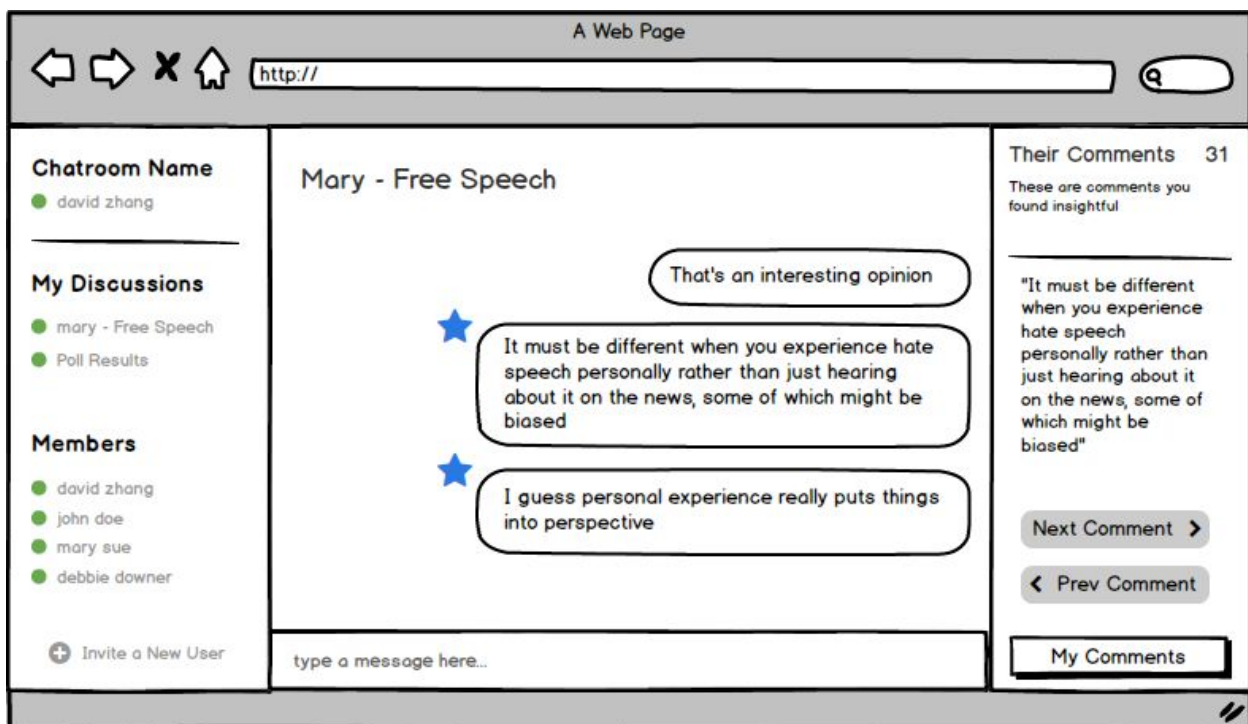 A Web Page
http://
Chatroom Name
david zhang
My Discussions
mary - Free Speech
Poll Results
Members
david zhang
john doe
mary sue
debbie downer
Invite a New User
Mary - Free Speech
That's an interesting opinion
It must be different when you experience hate
speech personally rather than just hearing
about it on the news, some of which might be
biased
I guess personal experience really puts things
into perspective
type a message here...
Their Comments 31
These are comments you
found insightful
"It must be different
when you experience
hate speech
personally rather than
just hearing about it
on the news, some of
which might be
biased"
Next Comment
Prev Comment
My Comments